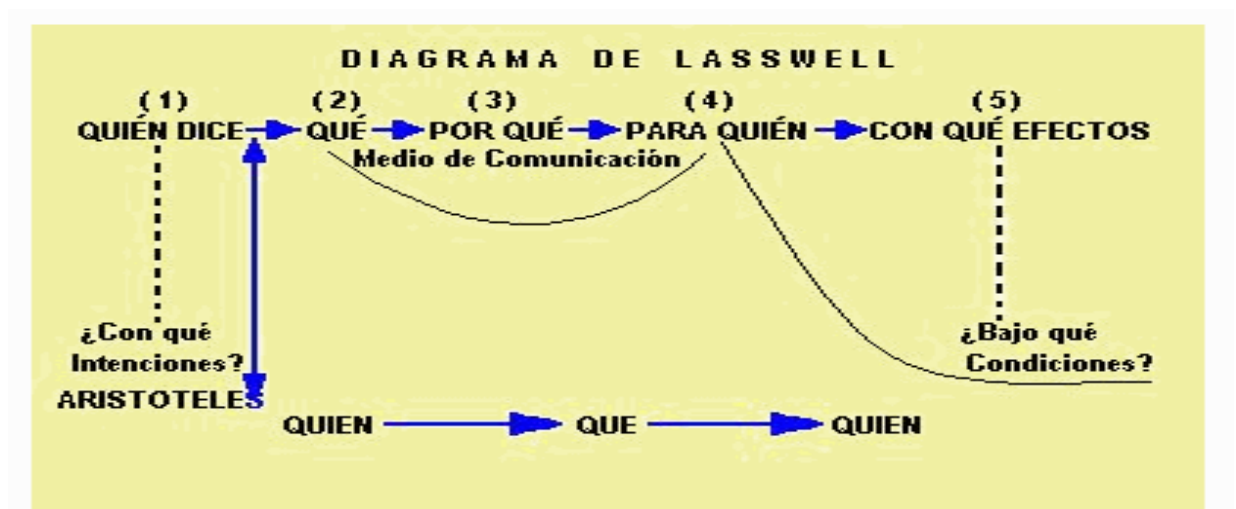 DIAGRAMA DE LASSWELL
(1) (2) (3) (4) (5)
QUIÉN DICE QUÉ POR QUÉ PARA QUIÉN CON QUÉ EFECTOS
Medio de Comunicación
¿Con qué
Intenciones?
¿Bajo qué
Condiciones?
ARISTOTELES
QUIEN QUE QUIEN